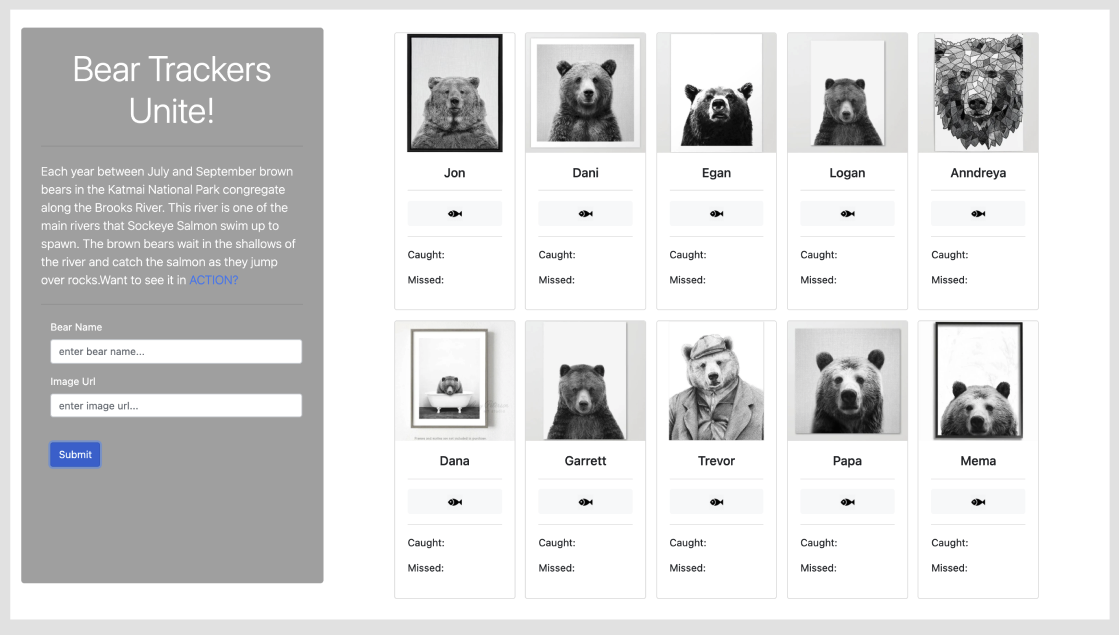 Bear Trackers
Unite!
Each year between July and September brown
bears in the Katmai National Park congregate
along the Brooks River. This river is one of the
main rivers that Sockeye Salmon swim up to
spawn. The brown bears wait in the shallows of
the river and catch the salmon as they jump
over rocks.Want to see it in ACTION?
Bear Name
enter bear name...
Image Url
enter image url...
Submit
Jon
Caught:
Missed:
Dani
Caught:
Missed:
Egan
Caught:
Missed:
Logan
Caught:
Missed:
Anndreya
Caught:
Missed:
Dana
Caught:
Missed:
Garrett
Caught:
Missed:
Trevor
Caught:
Missed:
Papa
Caught:
Missed:
Mema
Caught:
Missed: